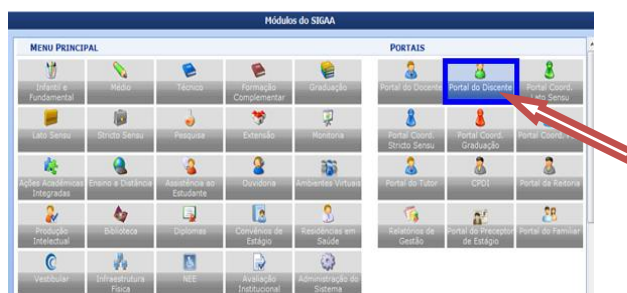 Módulos do SIGAA
MENU PRINCIPAL
PORTAIS
Infantil e Fundamental
Médio
Técnico
Formação Complementar
Graduação
Portal do Docente
Portal do Discente
Portal Coord. Lato Sensu
Lato Sensu
Stricto Sensu
Pesquisa
Extensão
Monitoria
Portal Coord. Stricto Sensu
Portal Coord. Graduação
Portal Coord.
Ações Acadêmicas Integradas
Ensino a Distância
Assistência ao Estudante
Ouvidoria
Ambientes Virtuais
Portal do Tutor
CPDI
Portal da Reitoria
Produção Intelectual
Biblioteca
Diplomas
Convênios de Estágio
Residências em Saúde
Relatórios de Gestão
Portal do Preceptor de Estágio
Portal do Familiar
Vestibular
Infraestrutura Física
NEE
Avaliação Institucional
Administração do Sistema